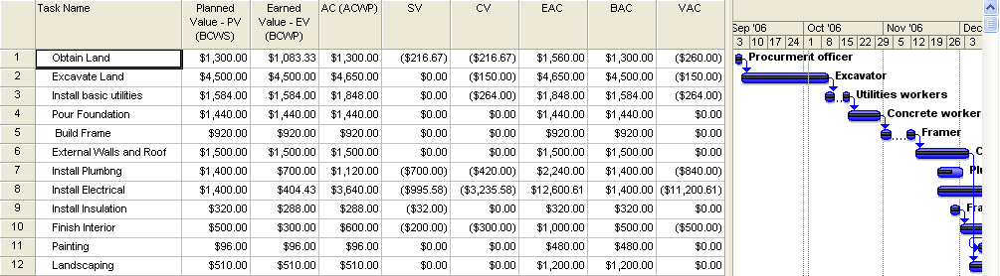 Task Name Planned Value - PV (BCWS) Earned Value - EV (BCWP) AC (ACWP) SV CV EAC BAC VAC
Sep '06 Oct '06 Nov '06 Dec
3 10 17 24 1 8 15 22 29 5 12 19 26 3
1 Obtain Land $1,300.00 $1,083.33 $1,300.00 ($216.67) ($216.67) $1,560.00 $1,300.00 ($260.00) Procurment officer
2 Excavate Land $4,500.00 $4,500.00 $4,650.00 $0.00 ($150.00) $4,650.00 $4,500.00 ($150.00) Excavator
3 Install basic utilities $1,584.00 $1,584.00 $1,848.00 $0.00 ($264.00) $1,848.00 $1,584.00 ($264.00) Utilities workers
4 Pour Foundation $1,440.00 $1,440.00 $1,440.00 $0.00 $0.00 $1,440.00 $1,440.00 $0.00 Concrete worker
5 Build Frame $920.00 $920.00 $920.00 $0.00 $0.00 $920.00 $920.00 $0.00 Framer
6 External Walls and Roof $1,500.00 $1,500.00 $1,500.00 $0.00 $0.00 $1,500.00 $1,500.00 $0.00 C
7 Install Plumbng $1,400.00 $700.00 $1,120.00 ($700.00) ($420.00) $2,240.00 $1,400.00 ($840.00) Pl
8 Install Electrical $1,400.00 $404.43 $3,640.00 ($995.58) ($3,235.58) $12,600.61 $1,400.00 ($11,200.61)
9 Install Insulation $320.00 $288.00 $288.00 ($32.00) $0.00 $320.00 $320.00 $0.00 Fra
10 Finish Interior $500.00 $300.00 $600.00 ($200.00) ($300.00) $1,000.00 $500.00 ($500.00)
11 Painting $96.00 $96.00 $96.00 $0.00 $0.00 $480.00 $480.00 $0.00
12 Landscaping $510.00 $510.00 $510.00 $0.00 $0.00 $1,200.00 $1,200.00 $0.00